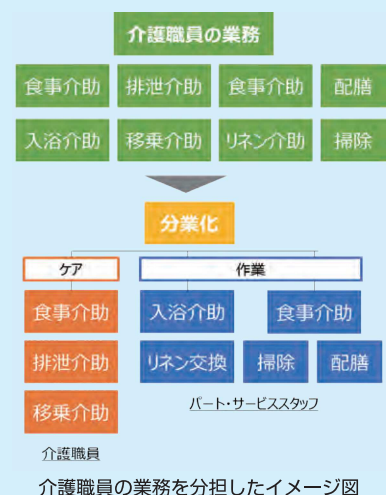 介護職員の業務
食事介助 排泄介助 食事介助 配膳
入浴介助 移乗介助 リネン介助 掃除
分業化
ケア 作業
食事介助 入浴介助 食事介助
排泄介助 リネン交換 掃除 配膳
移乗介助 パート・サービススタッフ
介護職員
介護職員の業務を分担したイメージ図